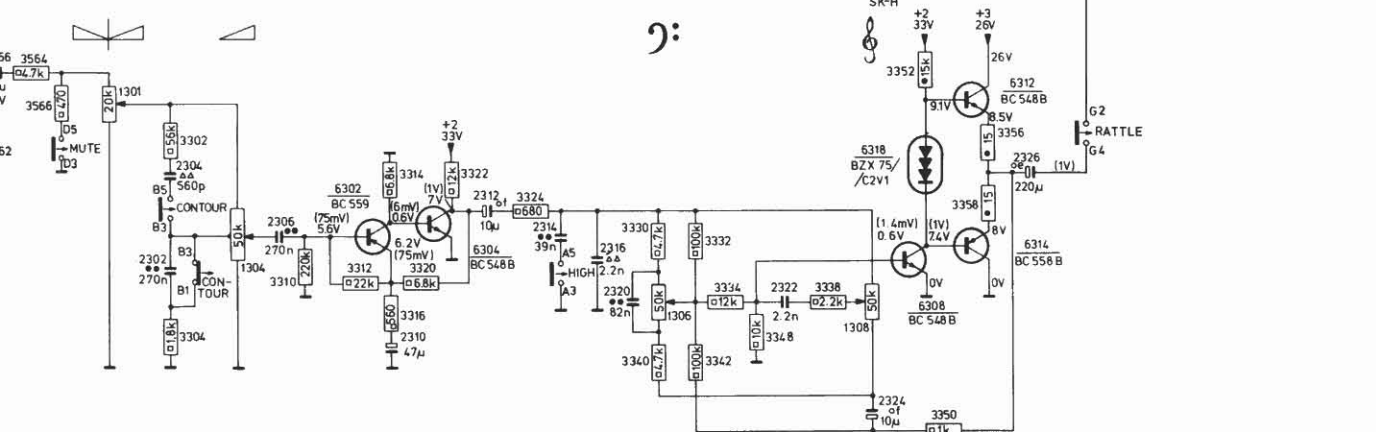 SK-H
+2
33V
+3
26V
56
3564
4.7k
3566
470
D5
MUTE
D3
62
20k
1301
56k
3302
2304
560p
B5
CONTOUR
B3
2302
270n
B3
CON-
TOUR
B1
1.8k
3304
50k
1304
2306
270n
220k
3310
(75mV)
5.6V
6302
BC 559
6.8k
3314
(6mV)
0.6V
6.2V
(75mV)
3312
22k
3320
6.8k
560
3316
2310
47µ
+2
33V
12k
3322
(1V)
7V
6304
BC 548B
2312
10µ
3324
680
2314
39n
A5
HIGH
A3
2316
2.2n
3330
4.7k
2320
82n
50k
1306
3340
4.7k
100k
3332
100k
3342
3334
12k
10k
3348
2322
2.2n
3338
2.2k
50k
1308
2324
10µ
3350
1k
3352
15k
9.1V
26V
6312
BC 548B
8.5V
15
3356
6318
BZX 75/
/C2V1
2326
220µ
(1V)
3358
15
8V
(1.4mV)
0.6V
(1V)
7.4V
6308
BC 548B
0V
6314
BC 558B
0V
G2
RATTLE
G4